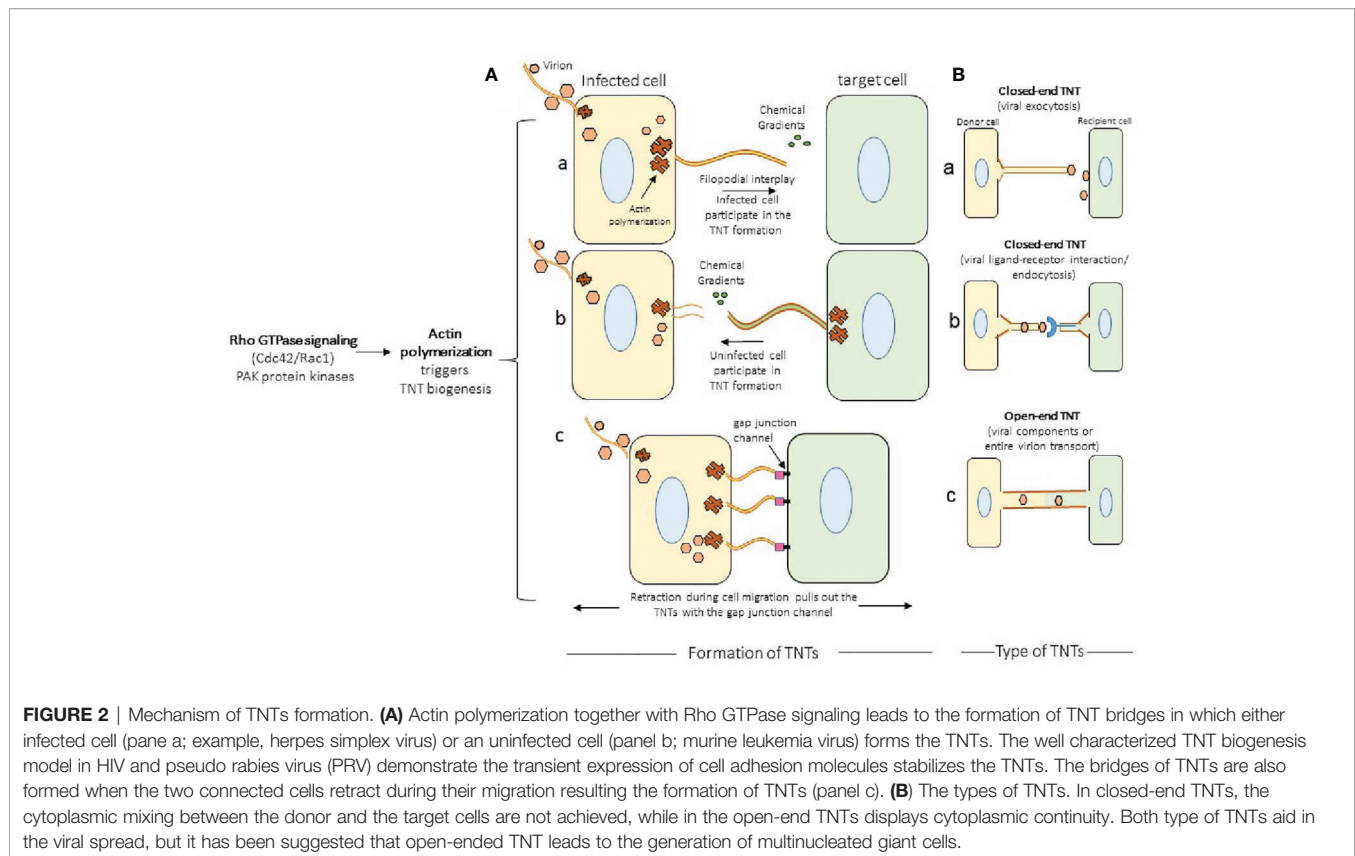 A
Virion
Infected cell
target cell
Chemical
Gradients
a
Filopodial interplay
Infected cell
participate in the
TNT formation
Actin
polymerization
Chemical
Gradients
b
Uninfected cell
participate in
TNT formation
Rho GTPase signaling
(Cdc42/Rac1)
PAK protein kinases
Actin
polymerization
triggers
TNT biogenesis
c
gap junction
channel
Retraction during cell migration pulls out the
TNTs with the gap junction channel
Formation of TNTs
B
Closed-end TNT
(viral exocytosis)
Donor cell
Recipient cell
a
Closed-end TNT
(viral ligand-receptor interaction/
endocytosis)
b
Open-end TNT
(viral components or
entire virion transport)
c
Type of TNTs
FIGURE 2 | Mechanism of TNTs formation. (A) Actin polymerization together with Rho GTPase signaling leads to the formation of TNT bridges in which either
infected cell (pane a; example, herpes simplex virus) or an uninfected cell (panel b; murine leukemia virus) forms the TNTs. The well characterized TNT biogenesis
model in HIV and pseudo rabies virus (PRV) demonstrate the transient expression of cell adhesion molecules stabilizes the TNTs. The bridges of TNTs are also
formed when the two connected cells retract during their migration resulting the formation of TNTs (panel c). (B) The types of TNTs. In closed-end TNTs, the
cytoplasmic mixing between the donor and the target cells are not achieved, while in the open-end TNTs displays cytoplasmic continuity. Both type of TNTs aid in
the viral spread, but it has been suggested that open-ended TNT leads to the generation of multinucleated giant cells.